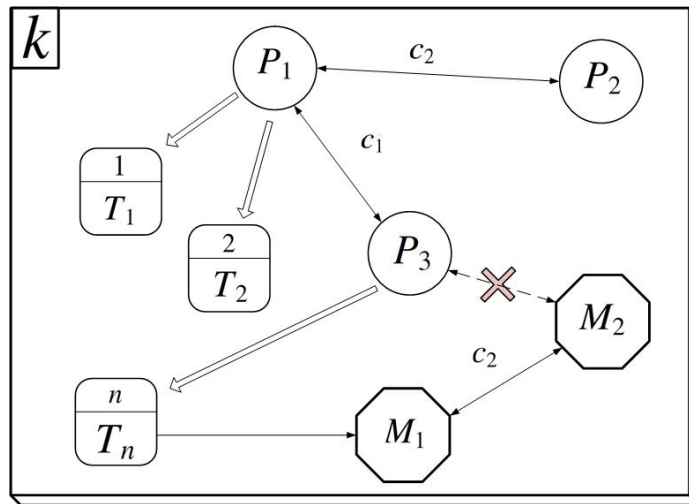 k
P₁
c₂
P₂
1
T₁
c₁
2
T₂
P₃
M₂
c₂
n
Tₙ
M₁